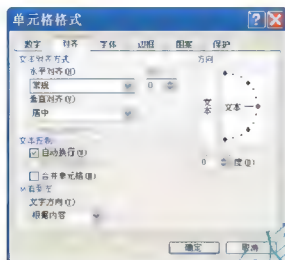 单元格格式
数字 对齐 字体 边框 图案 保护
文本对齐方式
水平对齐(H)
常规
0
垂直对齐(V)
居中
方向
文本
文本
0 度(D)
文本控制
自动换行(W)
合并单元格(M)
从右至左
文字方向(T)
根据内容
确定 取消